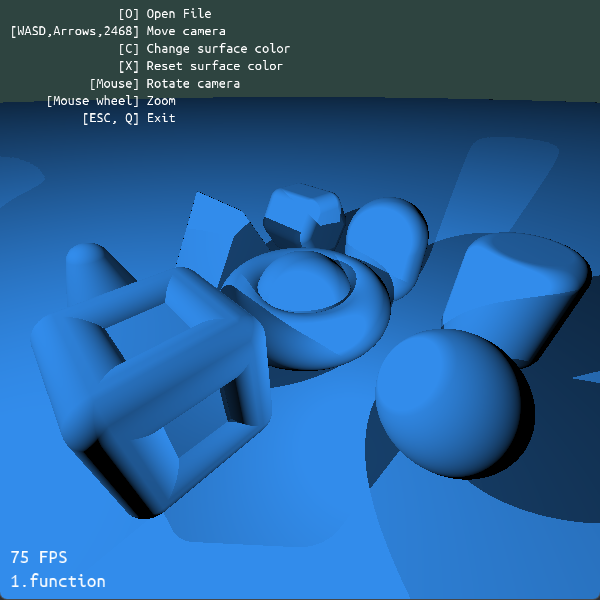 [O] Open File
[WASD,Arrows,2468] Move camera
[C] Change surface color
[X] Reset surface color
[Mouse] Rotate camera
[Mouse wheel] Zoom
[ESC, Q] Exit
75 FPS
1.function